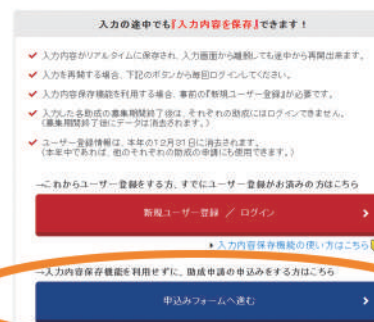 入力の途中でも『入力内容を保存』できます！
入力内容がリアルタイムに保存され、入力画面から離脱しても途中から再開出来ます。
入力を再開する場合、下記のボタンから毎回ログインしてください。
入力内容保存機能を利用する場合、事前の『新規ユーザー登録』が必要です。
入力した各助成の募集期間終了後は、それぞれの助成にはログインできません。
（募集期間終了後にデータは消去されます。）
ユーザー登録情報は、本年の12月31日に消去されます。
（本年中であれば、他のそれぞれの助成の申請にも使用できます。）
→これからユーザー登録をする方、すでにユーザー登録がお済みの方はこちら
新規ユーザー登録 ／ ログイン
入力内容保存機能の使い方はこちら
→入力内容保存機能を利用せずに、助成申請の申込みをする方はこちら
申込みフォームへ進む